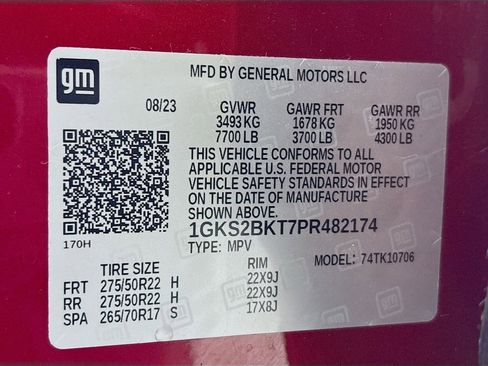 gm
MFD BY GENERAL MOTORS LLC
08/23 GVWR GAWR FRT GAWR RR
3493 KG 1678 KG 1950 KG
7700 LB 3700 LB 4300 LB
THIS VEHICLE CONFORMS TO ALL
APPLICABLE U.S. FEDERAL MOTOR
VEHICLE SAFETY STANDARDS IN EFFECT
ON THE DATE OF MANUFACTURE
SHOWN ABOVE.
170H
1GKS2BKT7PR482174
TYPE: MPV MODEL: 74TK10706
TIRE SIZE RIM
FRT 275/50R22 H 22X9J
RR 275/50R22 H 22X9J
SPA 265/70R17 S 17X8J